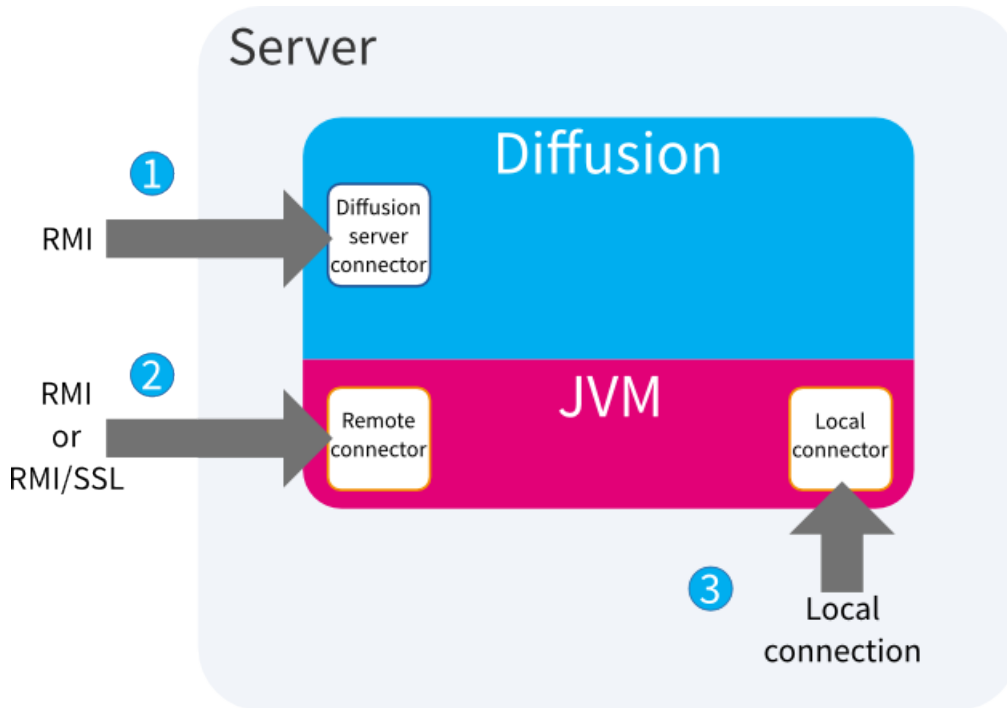 Server
Diffusion
1
RMI
Diffusion
server
connector
2
RMI
or
RMI/SSL
Remote
connector
JVM
Local
connector
3
Local
connection